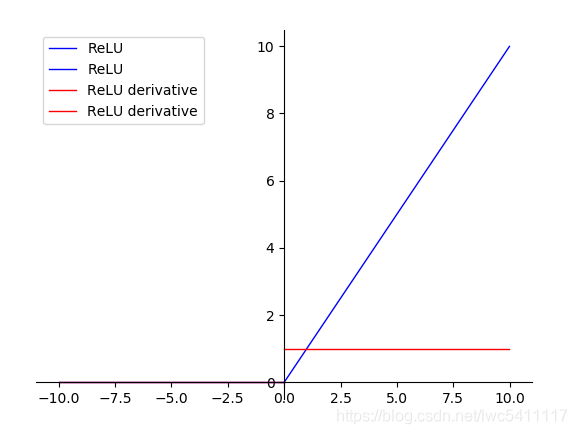 ReLU
ReLU
ReLU derivative
ReLU derivative
10
8
6
4
2
0
−10.0 −7.5 −5.0 −2.5 0.0 2.5 5.0 7.5 10.0
https://blog.csdn.net/lwc5411117